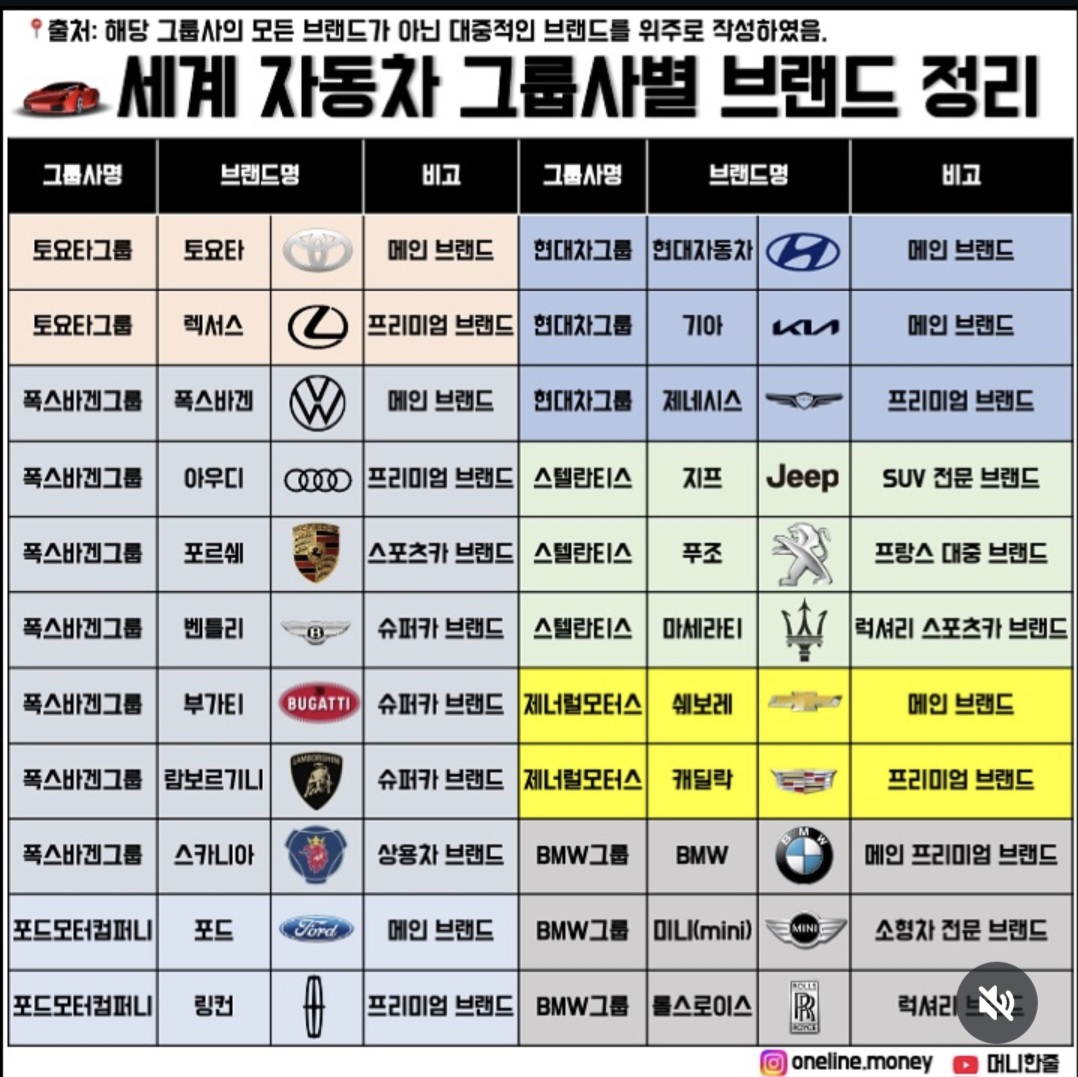 출처: 해당 그룹사의 모든 브랜드가 아닌 대중적인 브랜드를 위주로 작성하였음.
세계 자동차 그룹사별 브랜드 정리
그룹사명 브랜드명 비고 그룹사명 브랜드명 비고
토요타그룹 토요타 메인 브랜드 현대차그룹 현대자동차 메인 브랜드
토요타그룹 렉서스 프리미엄 브랜드 현대차그룹 기아 KIA 메인 브랜드
폭스바겐그룹 폭스바겐 메인 브랜드 현대차그룹 제네시스 프리미엄 브랜드
폭스바겐그룹 아우디 프리미엄 브랜드 스텔란티스 지프 Jeep SUV 전문 브랜드
폭스바겐그룹 포르쉐 PORSCHE 스포츠카 브랜드 스텔란티스 푸조 프랑스 대중 브랜드
폭스바겐그룹 벤틀리 B 슈퍼카 브랜드 스텔란티스 마세라티 럭셔리 스포츠카 브랜드
폭스바겐그룹 부가티 BUGATTI 슈퍼카 브랜드 제너럴모터스 쉐보레 메인 브랜드
폭스바겐그룹 람보르기니 LAMBORGHINI 슈퍼카 브랜드 제너럴모터스 캐딜락 프리미엄 브랜드
폭스바겐그룹 스카니아 상용차 브랜드 BMW그룹 BMW BMW 메인 프리미엄 브랜드
포드모터컴퍼니 포드 Ford 메인 브랜드 BMW그룹 미니(mini) MINI 소형차 전문 브랜드
포드모터컴퍼니 링컨 프리미엄 브랜드 BMW그룹 롤스로이스 ROLLS RR ROYCE 럭셔리
oneline.money 머니한줄